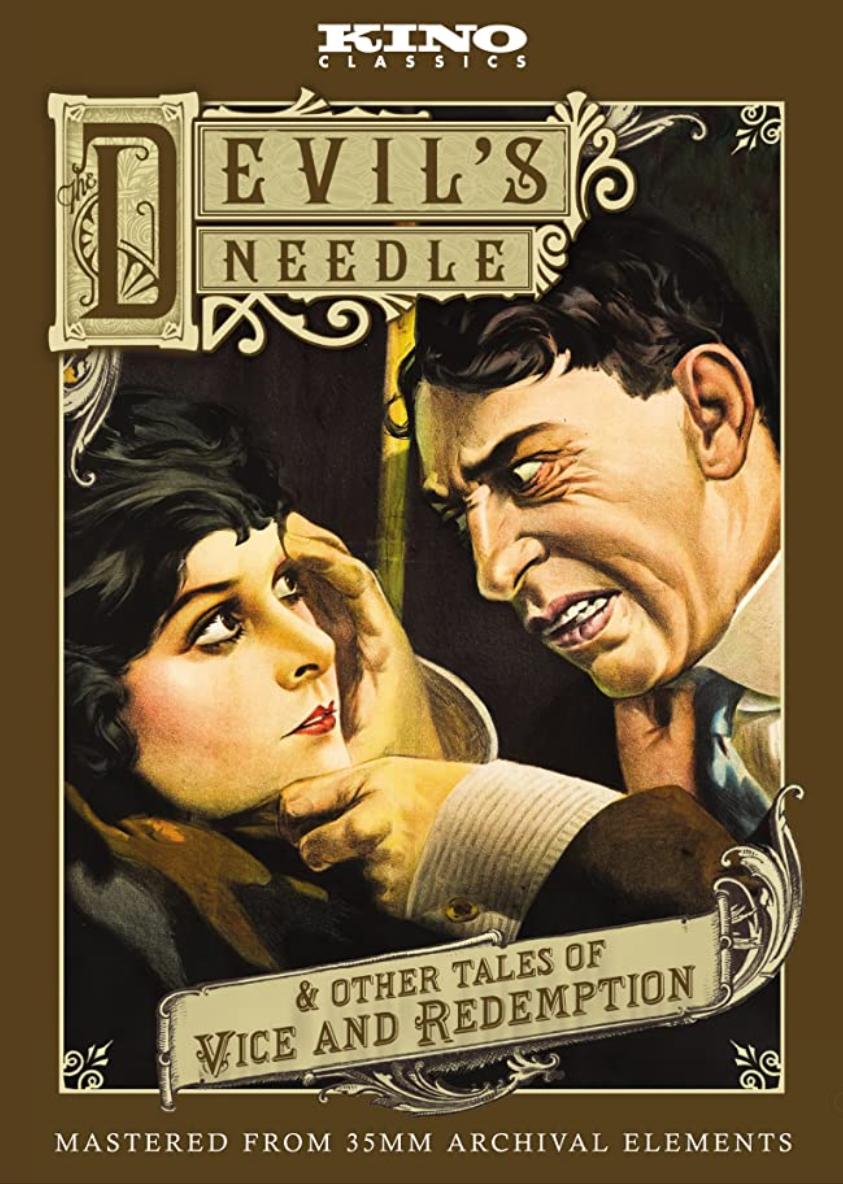 KINO
CLASSICS
The DEVIL'S
NEEDLE
& OTHER TALES OF
VICE AND REDEMPTION
MASTERED FROM 35MM ARCHIVAL ELEMENTS